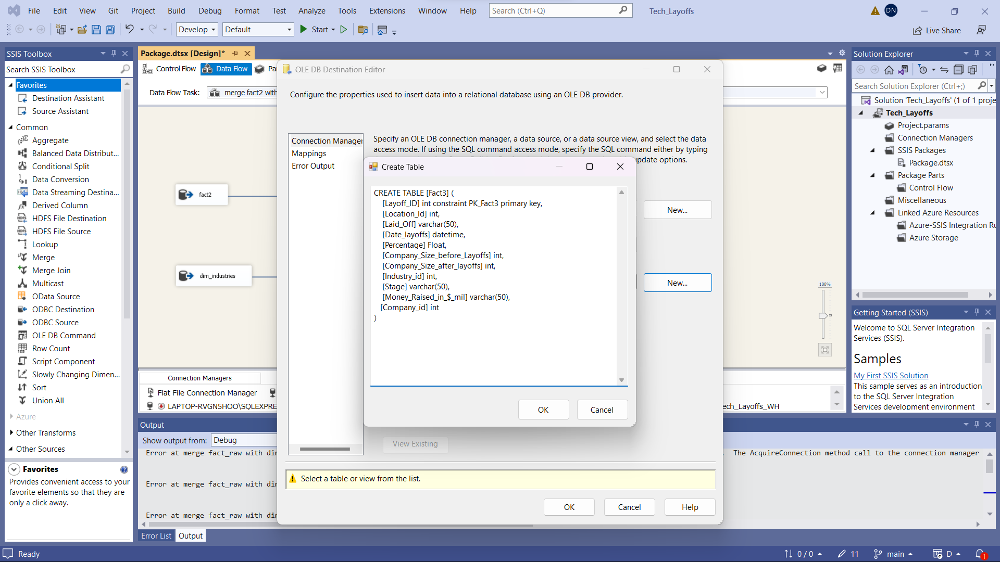 File Edit View Git Project Build Debug Format Test Analyze Tools Extensions Window Help Search (Ctrl+Q) Tech_Layoffs DN
Develop Default Start Live Share
SSIS Toolbox
Search SSIS Toolbox
Favorites
Destination Assistant
Source Assistant
Common
Aggregate
Balanced Data Distribut...
Conditional Split
Data Conversion
Data Streaming Destina...
Derived Column
HDFS File Destination
HDFS File Source
Lookup
Merge
Merge Join
Multicast
OData Source
ODBC Destination
ODBC Source
OLE DB Command
Row Count
Script Component
Slowly Changing Dimen...
Sort
Union All
Azure
Other Transforms
Other Sources
Favorites
Provides convenient access to your
favorite elements so that they are
only a click away.
Package.dtsx [Design]*
Control Flow Data Flow Pa
Data Flow Task: merge fact2 with
fact2
dim_industries
100%
Connection Managers
Flat File Connection Manager
LAPTOP-RVGN5HOO\SQLEXPRE
ech_Layoffs_WH
OLE DB Destination Editor
Configure the properties used to insert data into a relational database using an OLE DB provider.
Connection Manager
Mappings
Error Output
Specify an OLE DB connection manager, a data source, or a data source view, and select the data
access mode. If using the SQL command access mode, specify the SQL command either by typing
update options.
New...
New...
View Existing
Select a table or view from the list.
OK Cancel Help
Create Table
CREATE TABLE [Fact3] (
[Layoff_ID] int constraint PK_Fact3 primary key,
[Location_Id] int,
[Laid_Off] varchar(50),
[Date_layoffs] datetime,
[Percentage] Float,
[Company_Size_before_Layoffs] int,
[Company_Size_after_layoffs] int,
[Industry_id] int,
[Stage] varchar(50),
[Money_Raised_in_$_mil] varchar(50),
[Company_id] int
)
OK Cancel
Output
Show output from: Debug
Error at merge fact_raw with dim
The AcquireConnection method call to the connection manager
Error at merge fact_raw with dim
Error at merge fact_raw with dim
Error List Output
Solution Explorer
Search Solution Explorer (Ctrl+;)
Solution 'Tech_Layoffs' (1 of 1 proje
Tech_Layoffs
Project.params
Connection Managers
SSIS Packages
Package.dtsx
Package Parts
Control Flow
Miscellaneous
Linked Azure Resources
Azure-SSIS Integration Ru
Azure Storage
Getting Started (SSIS)
Welcome to SQL Server Integration
Services (SSIS).
Samples
My First SSIS Solution
This sample serves as an introduction
to the SQL Server Integration
Services development environment
Ready 0 / 0 11 main D 1